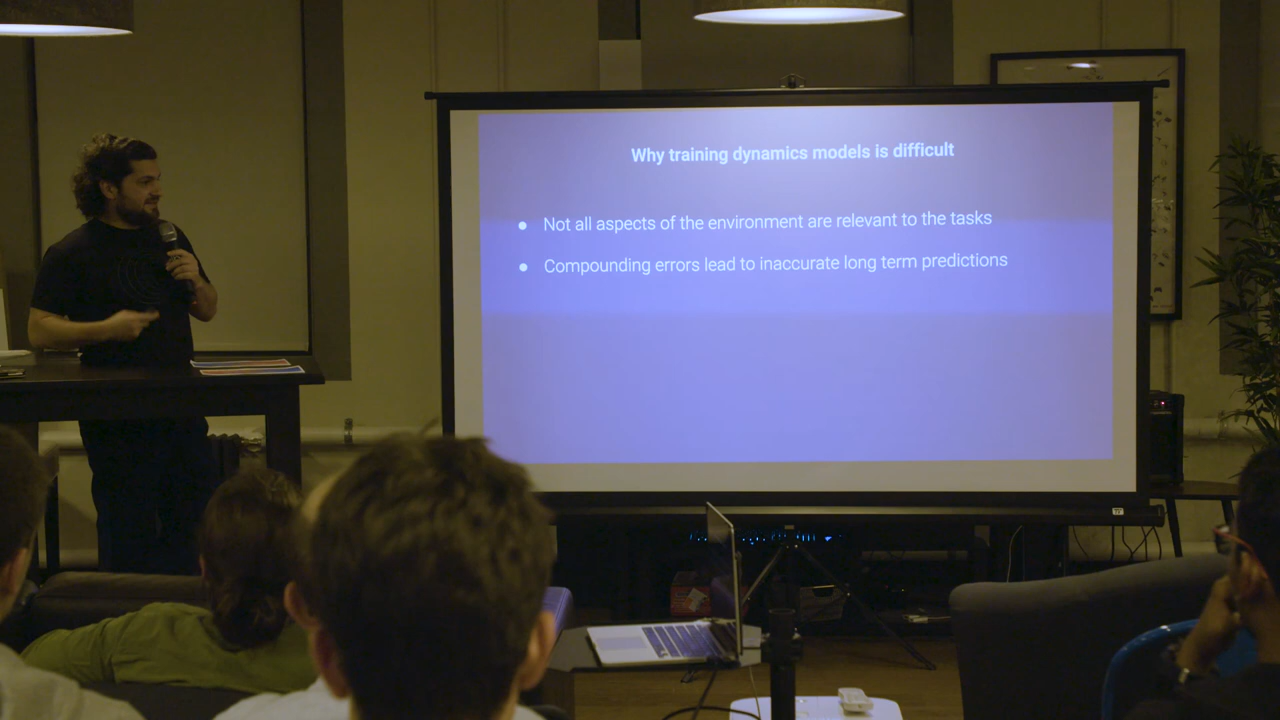 Why training dynamics models is difficult
● Not all aspects of the environment are relevant to the tasks
● Compounding errors lead to inaccurate long term predictions